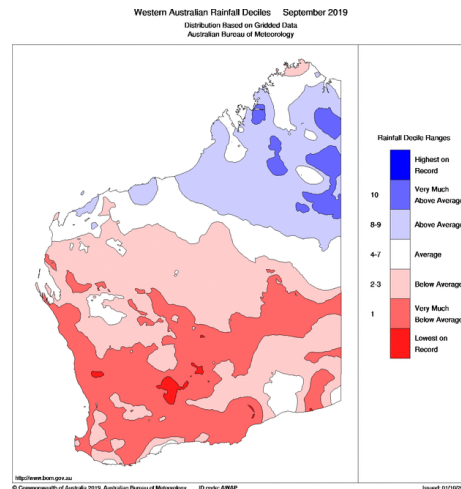 Western Australian Rainfall Deciles September 2019
Distribution Based on Gridded Data
Australian Bureau of Meteorology
Rainfall Decile Ranges
Highest on
Record
10 Very Much
Above Average
8-9 Above Average
4-7 Average
2-3 Below Average
1 Very Much
Below Average
Lowest on
Record
http://www.bom.gov.au
© Commonwealth of Australia 2019, Australian Bureau of Meteorology ID code: AWAP Issued: 01/10/20